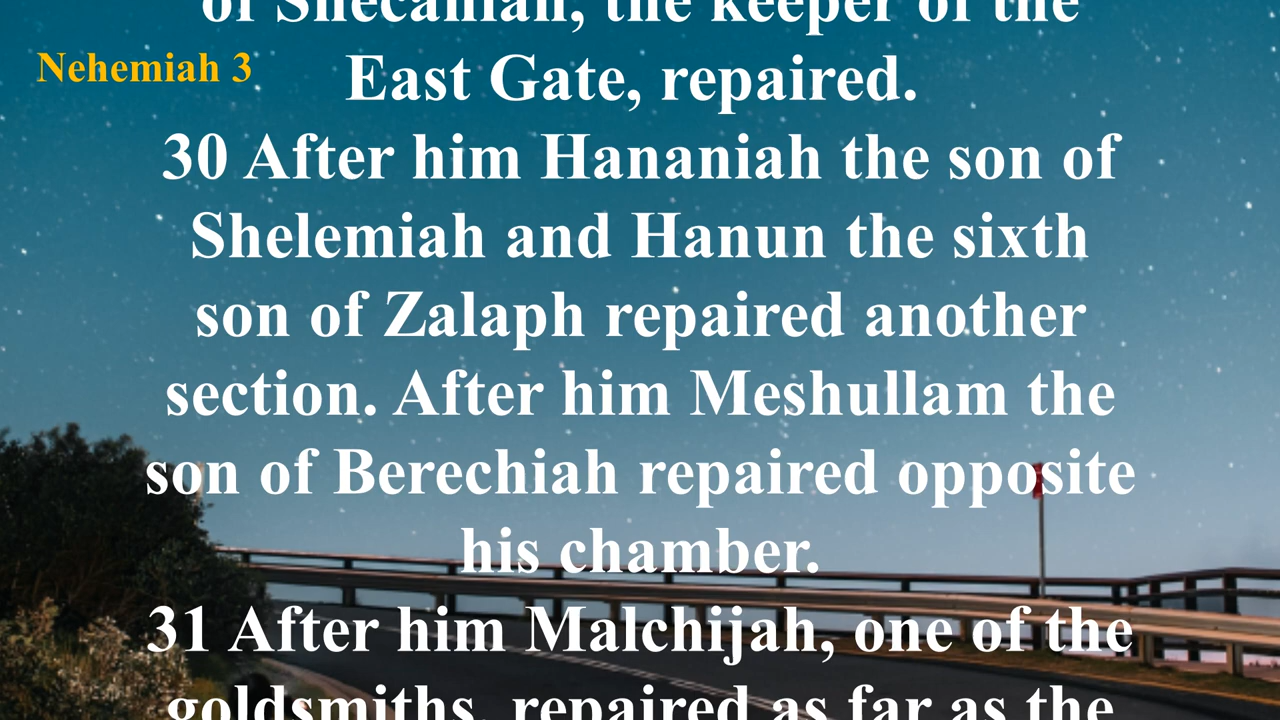 of Shecaniah, the keeper of the
Nehemiah 3
East Gate, repaired.
30 After him Hananiah the son of
Shelemiah and Hanun the sixth
son of Zalaph repaired another
section. After him Meshullam the
son of Berechiah repaired opposite
his chamber.
31 After him Malchijah, one of the
goldsmiths, repaired as far as the